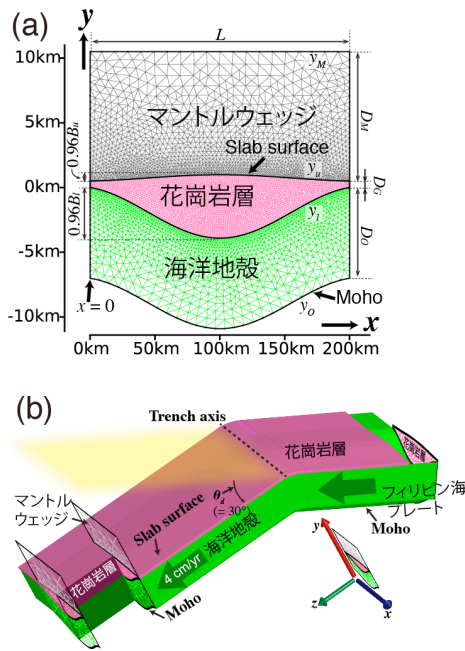 (a)
y
L
10km
5km
0km
-5km
-10km
0km
50km
100km
150km
200km
x
y_M
D_M
マントルウェッジ
Slab surface
0.96B_u
y_u
花崗岩層
D_G
0.96B_l
y_l
D_O
海洋地殻
Moho
x = 0
y_O
(b)
Trench axis
花崗岩層
花崗岩層
マントル
ウェッジ
Slab surface
θ_d
(= 30°)
フィリピン海
プレート
Moho
海洋地殻
4 cm/yr
花崗岩層
Moho
y
z
x